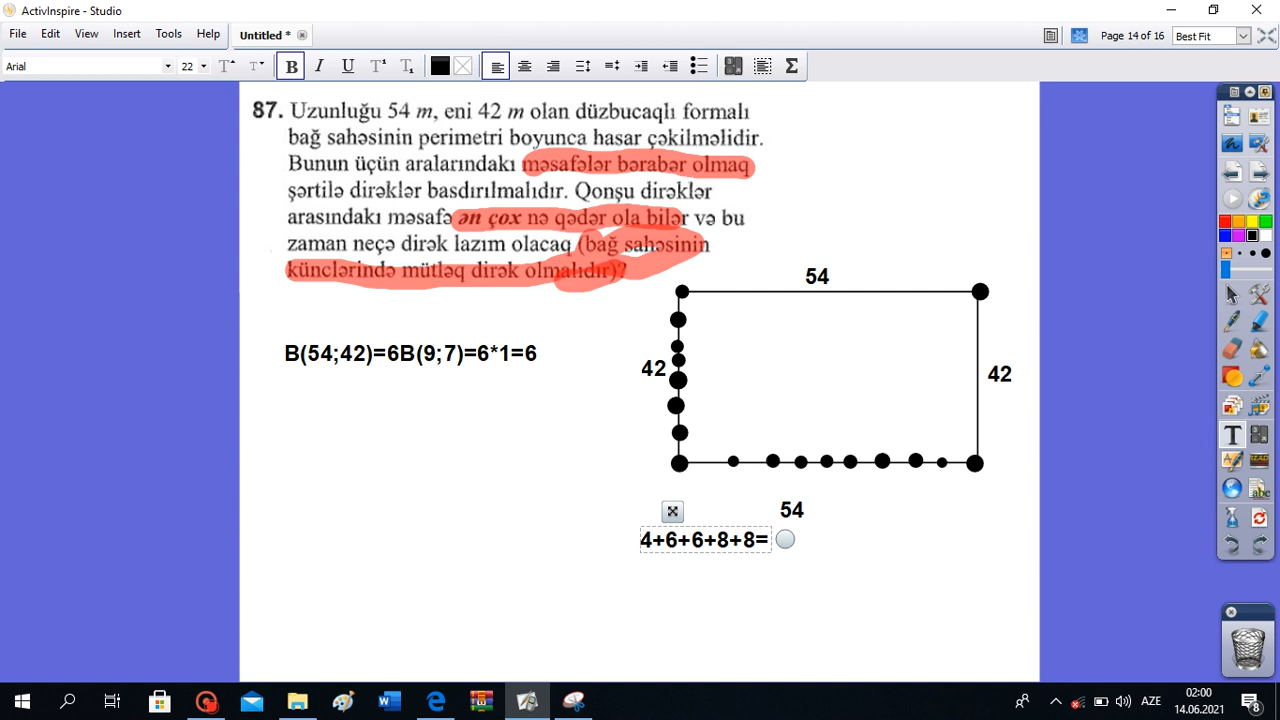 ActivInspire - Studio
File Edit View Insert Tools Help Untitled * Page 14 of 16 Best Fit
Arial 22 B I U
87. Uzunluğu 54 m, eni 42 m olan düzbucaqlı formalı
bağ sahəsinin perimetri boyunca hasar çəkilməlidir.
Bunun üçün aralarındakı məsafələr bərabər olmaq
şərtilə dirəklər basdırılmalıdır. Qonşu dirəklər
arasındakı məsafə ən çox nə qədər ola bilər və bu
zaman neçə dirək lazım olacaq (bağ sahəsinin
künclərində mütləq dirək olmalıdır)?
54
B(54;42)=6B(9;7)=6*1=6
42
42
54
4+6+6+8+8=
02:00
AZE
14.06.2021
8